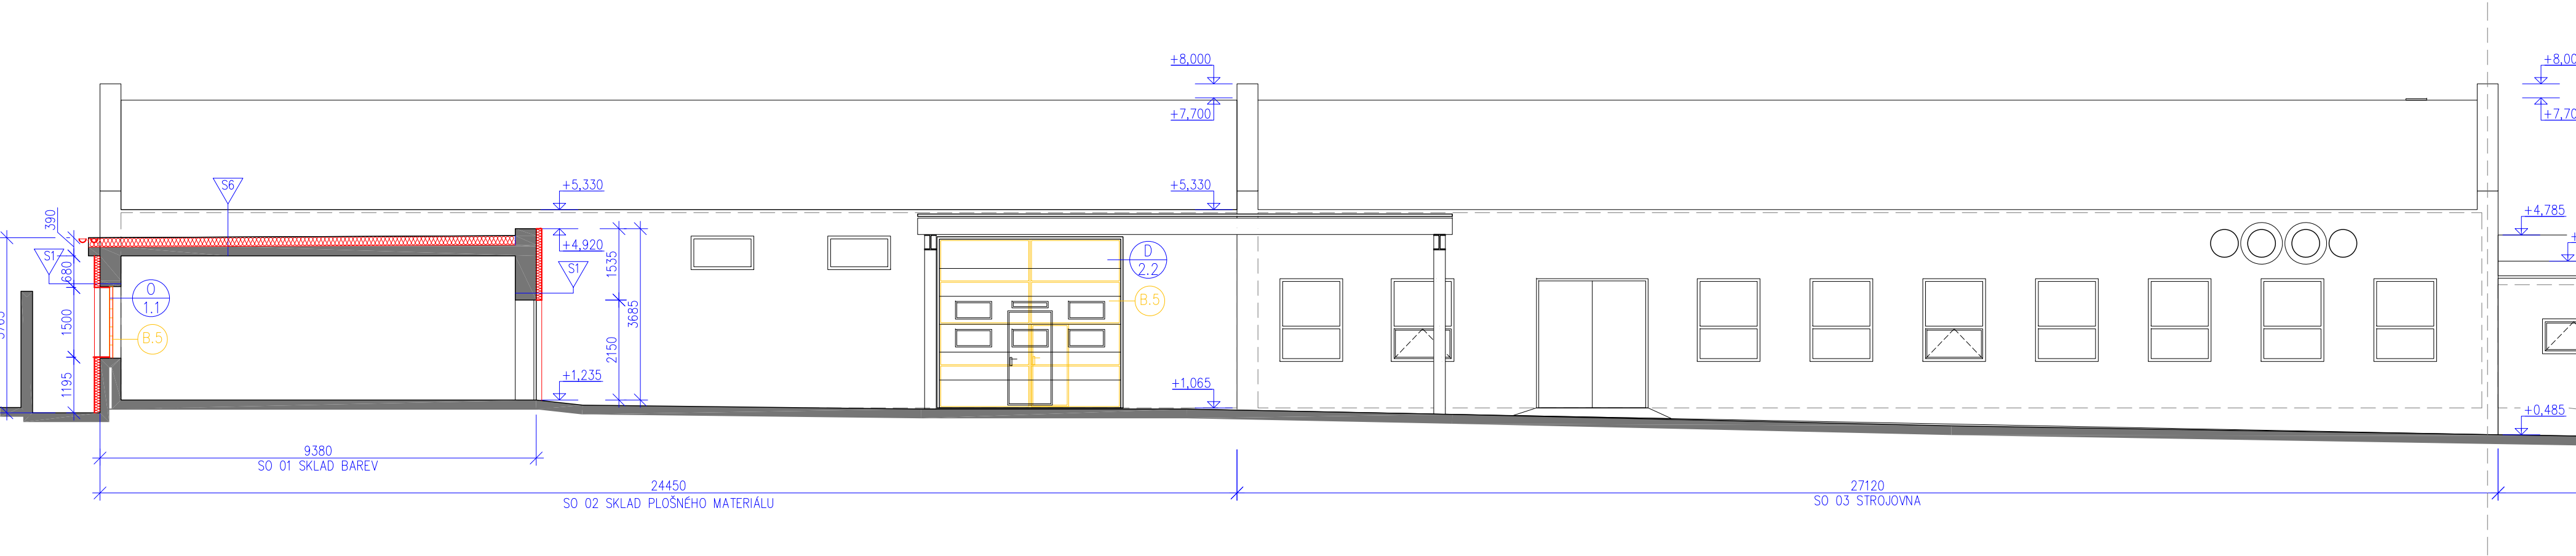 +8,000
+7,700
+8,00
+7,70
S6
+5,330
+5,330
390
+4,785
S1
680
+4,920
S1
1535
3685
D
2.2
B.5
O
1.1
1500
B.5
2150
1195
+1,235
+1,065
+0,485
9380
SO 01 SKLAD BAREV
24450
SO 02 SKLAD PLOŠNÉHO MATERIÁLU
27120
SO 03 STROJOVNA